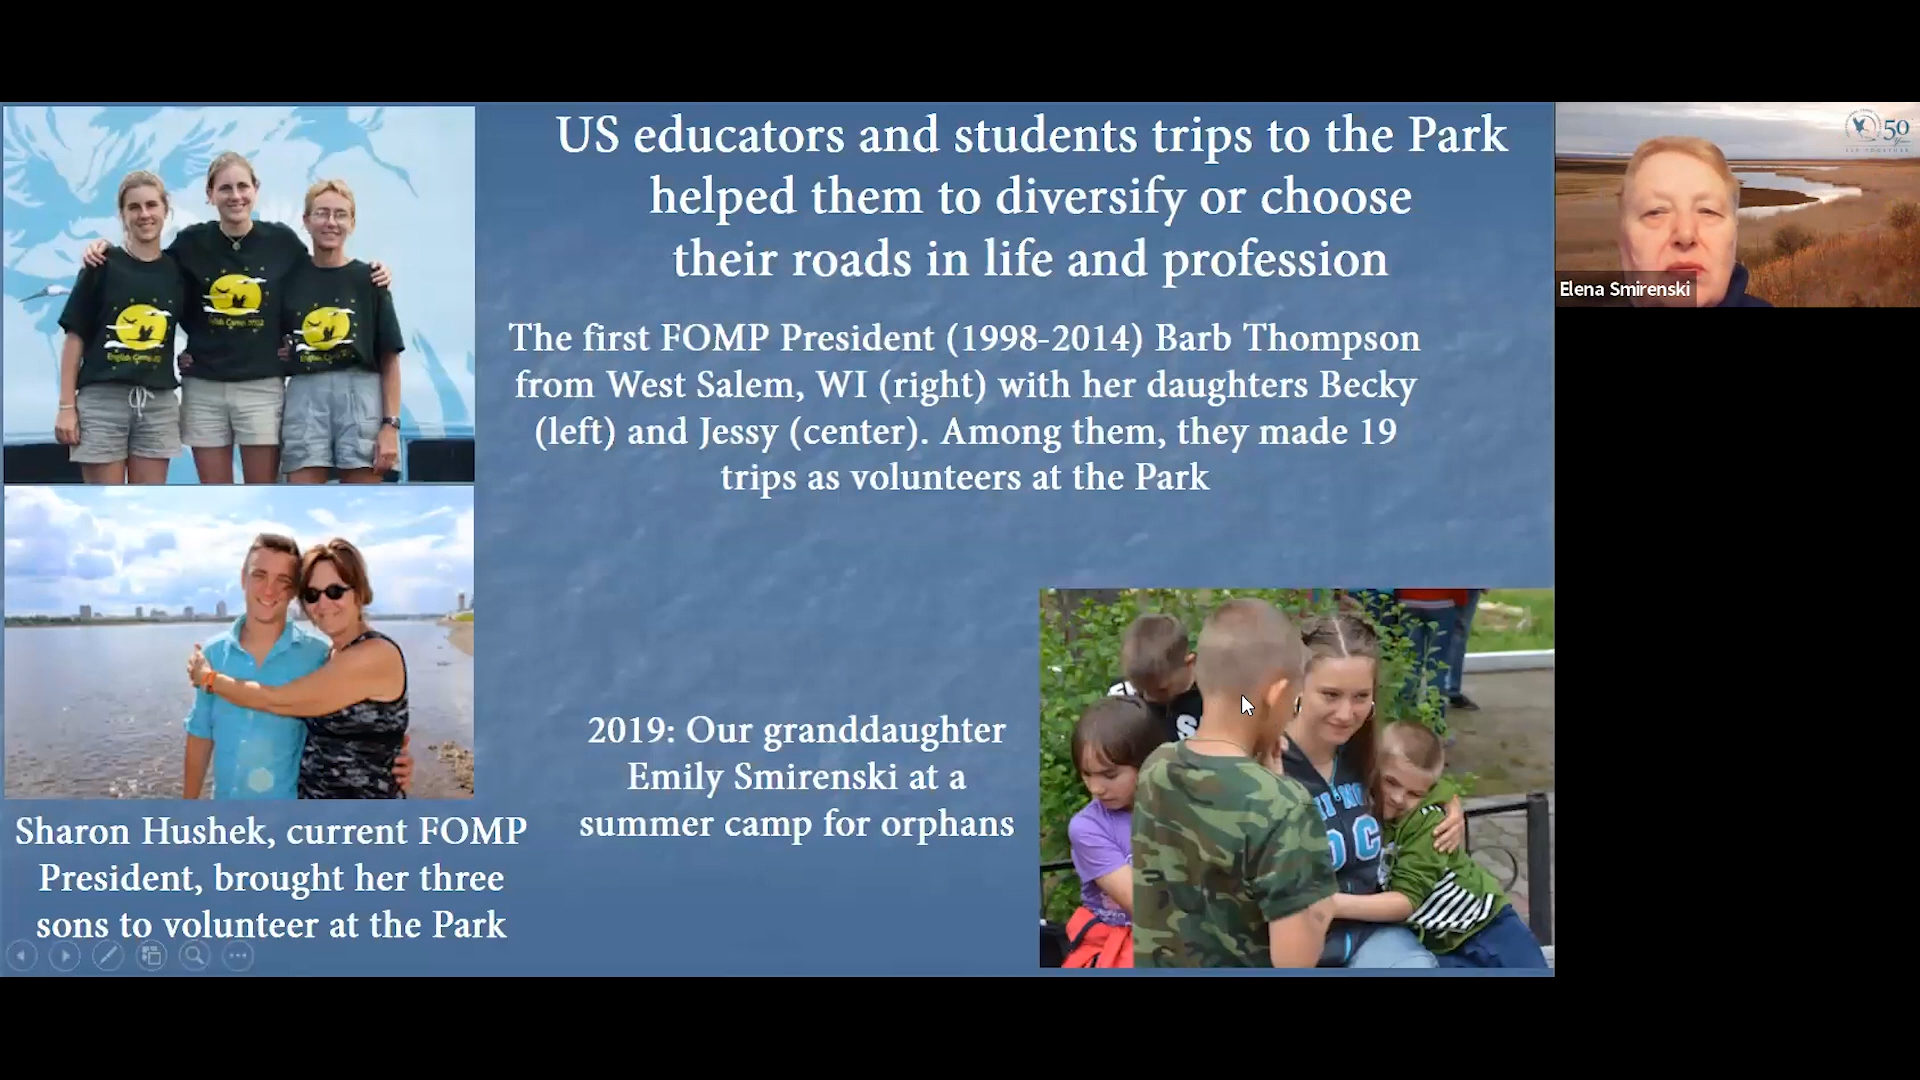 US educators and students trips to the Park
helped them to diversify or choose
their roads in life and profession
The first FOMP President (1998-2014) Barb Thompson
from West Salem, WI (right) with her daughters Becky
(left) and Jessy (center). Among them, they made 19
trips as volunteers at the Park
2019: Our granddaughter
Emily Smirenski at a
summer camp for orphans
Sharon Hushek, current FOMP
President, brought her three
sons to volunteer at the Park
Elena Smirenski
50
English Camp